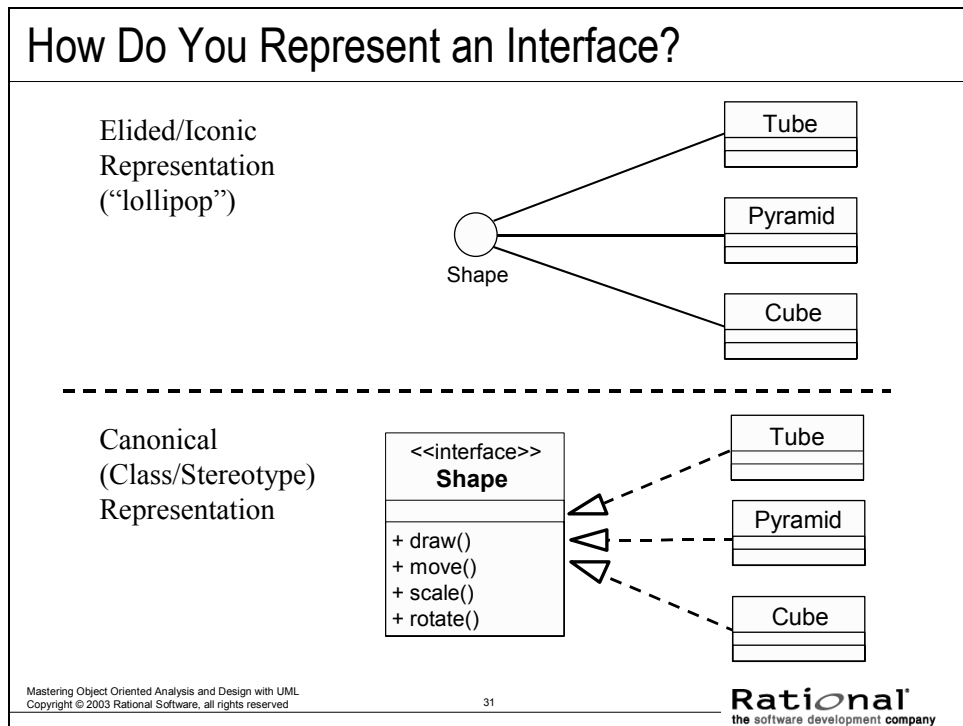 How Do You Represent an Interface?
Elided/Iconic
Representation
(“lollipop”)
Shape
Tube
Pyramid
Cube
Canonical
(Class/Stereotype)
Representation
<<interface>>
Shape
+ draw()
+ move()
+ scale()
+ rotate()
Tube
Pyramid
Cube
Mastering Object Oriented Analysis and Design with UML
Copyright © 2003 Rational Software, all rights reserved
31
Rational
the software development company